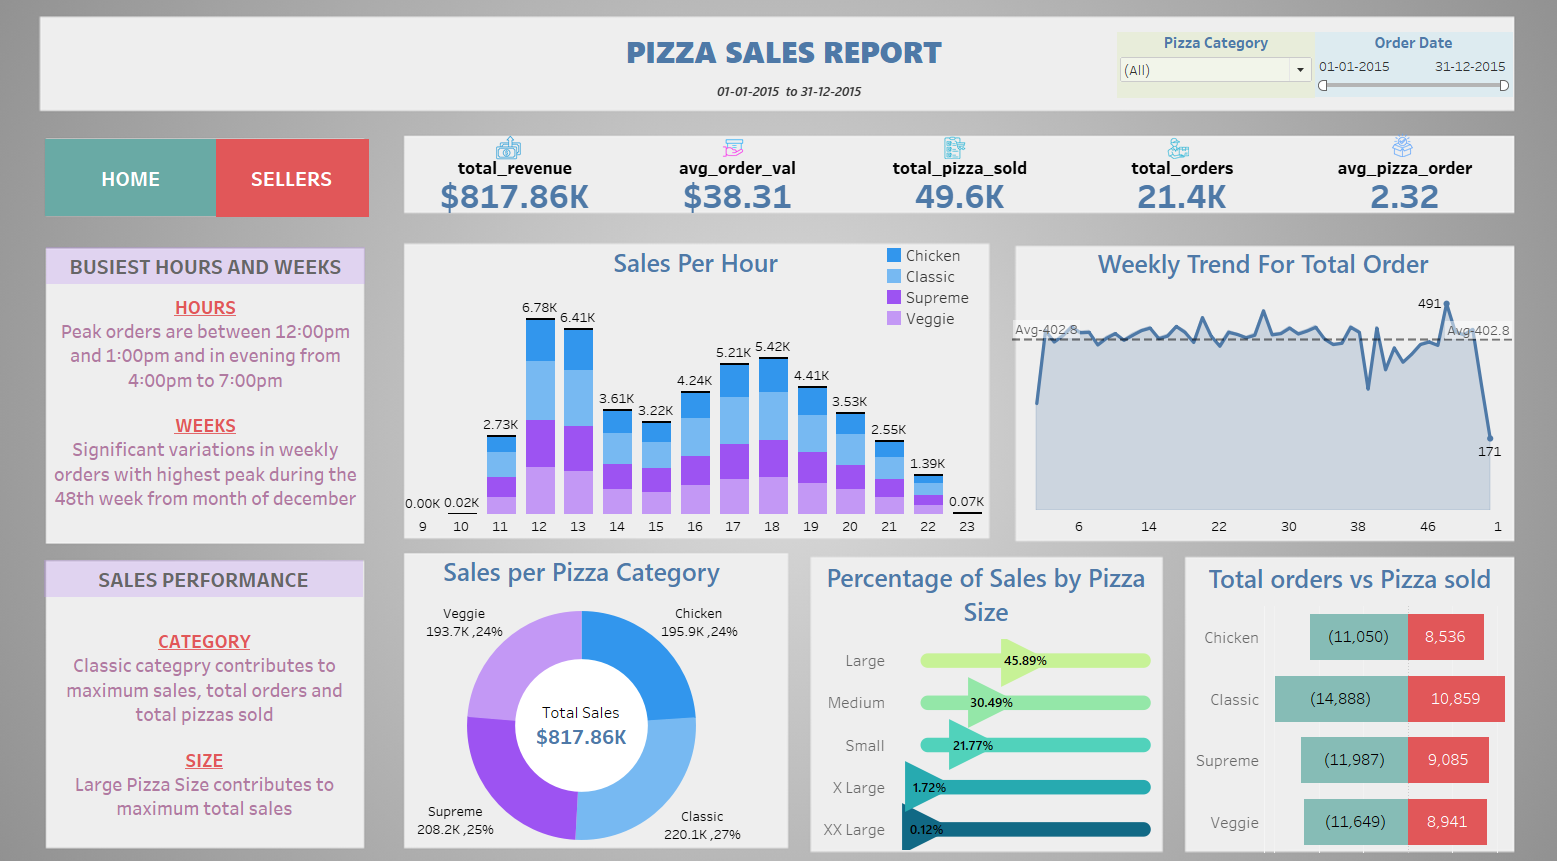 PIZZA SALES REPORT
01-01-2015 to 31-12-2015
Pizza Category
(All)
Order Date
01-01-2015 31-12-2015
HOME
SELLERS
total_revenue
$817.86K
avg_order_val
$38.31
total_pizza_sold
49.6K
total_orders
21.4K
avg_pizza_order
2.32
BUSIEST HOURS AND WEEKS
HOURS
Peak orders are between 12:00pm
and 1:00pm and in evening from
4:00pm to 7:00pm
WEEKS
Significant variations in weekly
orders with highest peak during the
48th week from month of december
Sales Per Hour
Chicken
Classic
Supreme
Veggie
0.00K 0.02K 2.73K 6.78K 6.41K 3.61K 3.22K 4.24K 5.21K 5.42K 4.41K 3.53K 2.55K 1.39K 0.07K
9 10 11 12 13 14 15 16 17 18 19 20 21 22 23
Weekly Trend For Total Order
491
Avg-402.8 Avg-402.8
171
6 14 22 30 38 46 1
SALES PERFORMANCE
CATEGORY
Classic categpry contributes to
maximum sales, total orders and
total pizzas sold
SIZE
Large Pizza Size contributes to
maximum total sales
Sales per Pizza Category
Veggie
193.7K ,24%
Chicken
195.9K ,24%
Total Sales
$817.86K
Supreme
208.2K ,25%
Classic
220.1K ,27%
Percentage of Sales by Pizza
Size
Large 45.89%
Medium 30.49%
Small 21.77%
X Large 1.72%
XX Large 0.12%
Total orders vs Pizza sold
Chicken (11,050) 8,536
Classic (14,888) 10,859
Supreme (11,987) 9,085
Veggie (11,649) 8,941